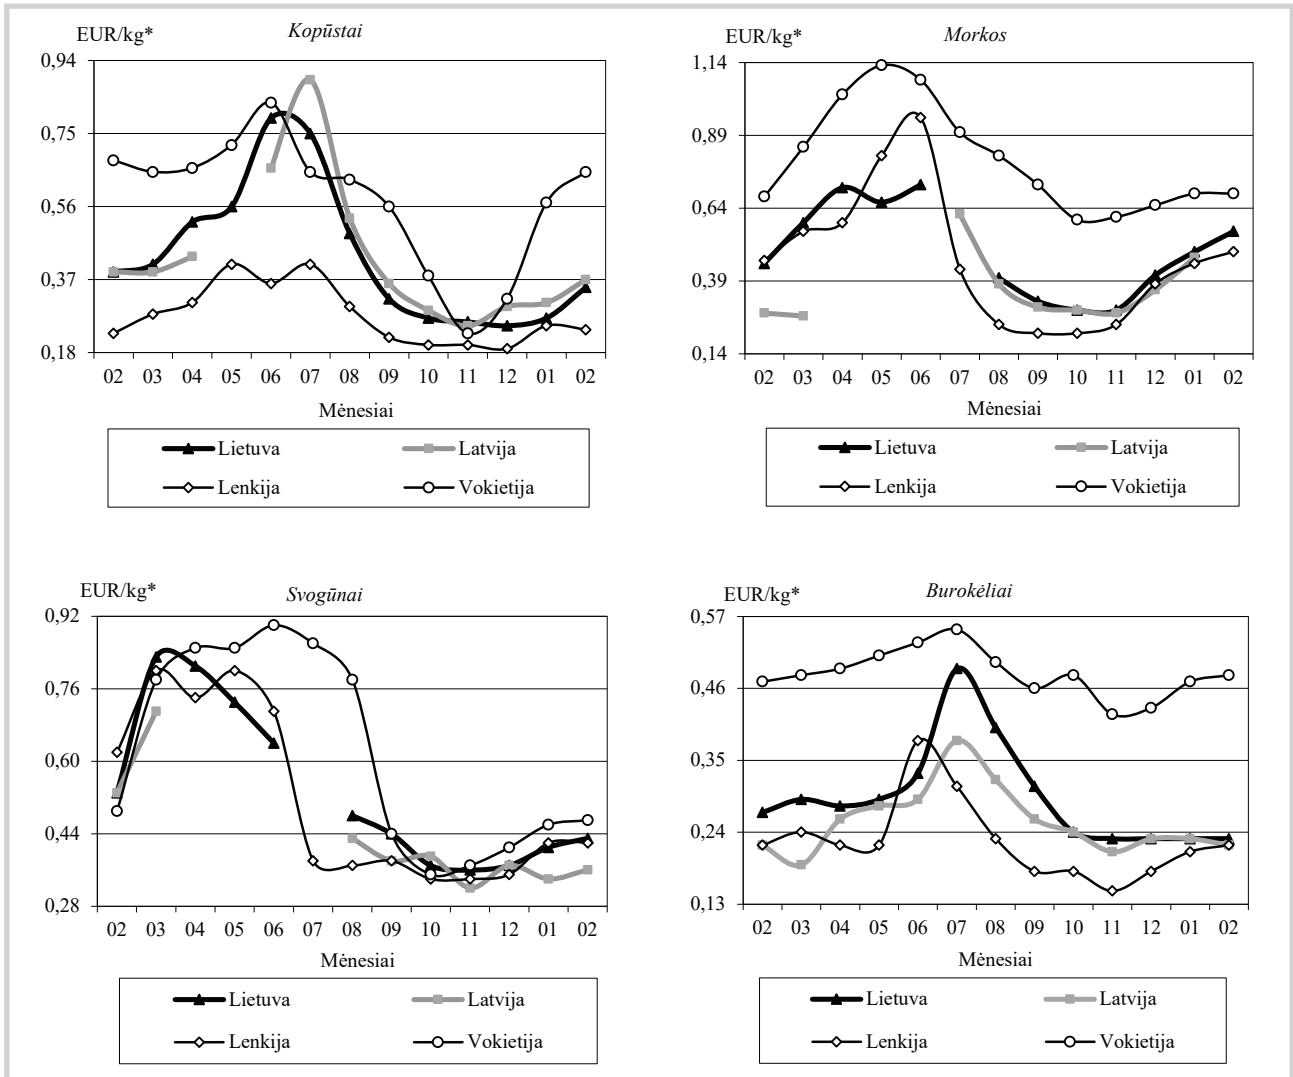 EUR/kg*
Kopūstai
0,94
0,75
0,56
0,37
0,18
02 03 04 05 06 07 08 09 10 11 12 01 02
Mėnesiai
Lietuva Latvija
Lenkija Vokietija
EUR/kg*
Morkos
1,14
0,89
0,64
0,39
0,14
02 03 04 05 06 07 08 09 10 11 12 01 02
Mėnesiai
Lietuva Latvija
Lenkija Vokietija
EUR/kg*
Svogūnai
0,92
0,76
0,60
0,44
0,28
02 03 04 05 06 07 08 09 10 11 12 01 02
Mėnesiai
Lietuva Latvija
Lenkija Vokietija
EUR/kg*
Burokėliai
0,57
0,46
0,35
0,24
0,13
02 03 04 05 06 07 08 09 10 11 12 01 02
Mėnesiai
Lietuva Latvija
Lenkija Vokietija